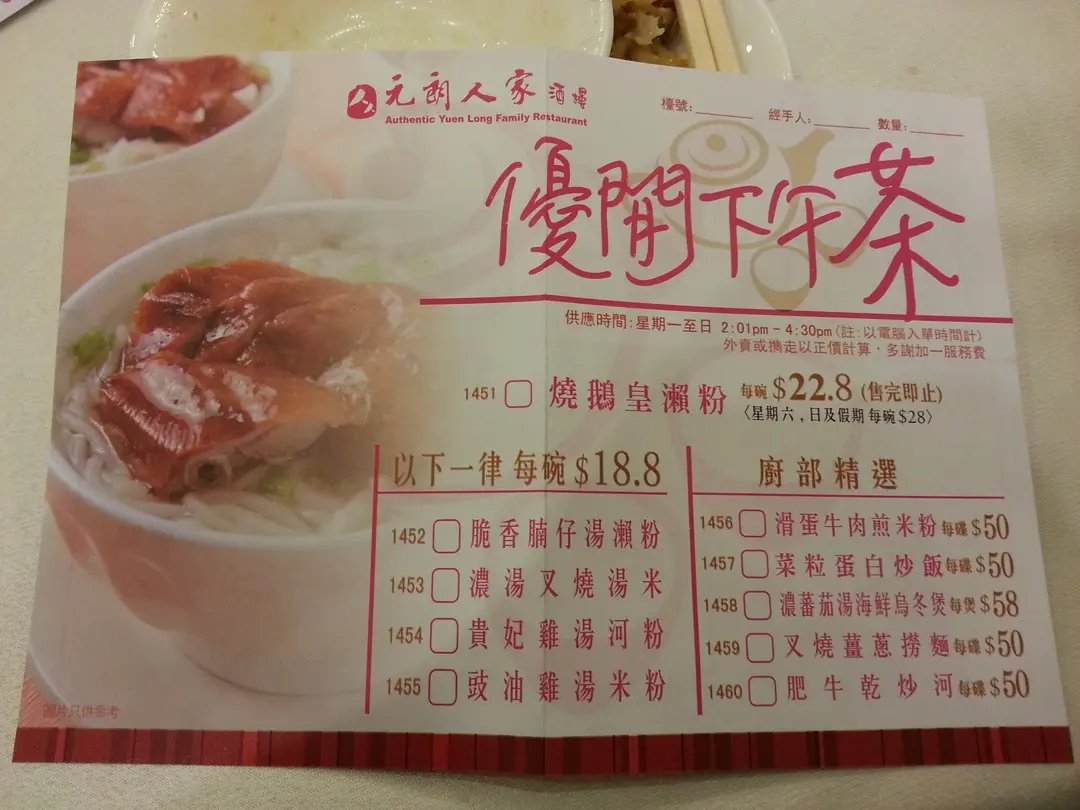 元朗人家酒樓
Authentic Yuen Long Family Restaurant
檯號:______ 經手人:______ 數量:______
優閒下午茶
供應時間:星期一至日 2:01pm - 4:30pm (註:以電腦入單時間計)
外賣或携走以正價計算·多謝加一服務費
1451 燒鵝皇瀨粉 每碗 $22.8 (售完即止)
〈星期六,日及假期 每碗 $28〉
以下一律 每碗 $18.8
1452 脆香腩仔湯瀨粉
1453 濃湯叉燒湯米
1454 貴妃雞湯河粉
1455 豉油雞湯米粉
廚部精選
1456 滑蛋牛肉煎米粉 每碟 $50
1457 菜粒蛋白炒飯 每碟 $50
1458 濃蕃茄湯海鮮烏冬煲 每煲 $58
1459 叉燒薑蔥撈麵 每碟 $50
1460 肥牛乾炒河 每碟 $50
圖片只供參考